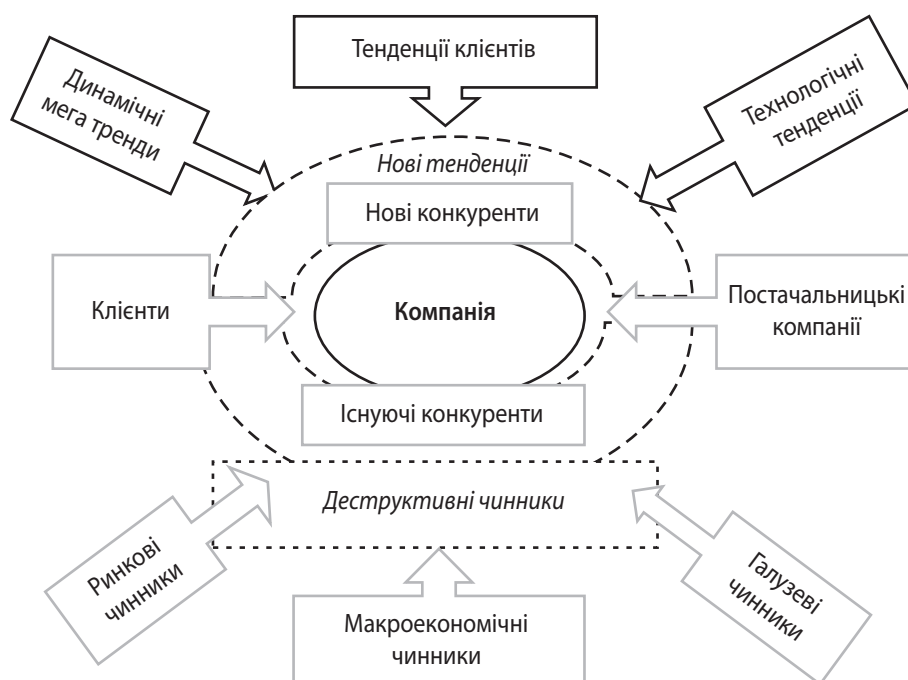 Тенденції клієнтів
Динамічні
мега тренди
Технологічні
тенденції
Нові тенденції
Нові конкуренти
Клієнти
Компанія
Постачальницькі
компанії
Існуючі конкуренти
Деструктивні чинники
Ринкові
чинники
Макроекономічні
чинники
Галузеві
чинники